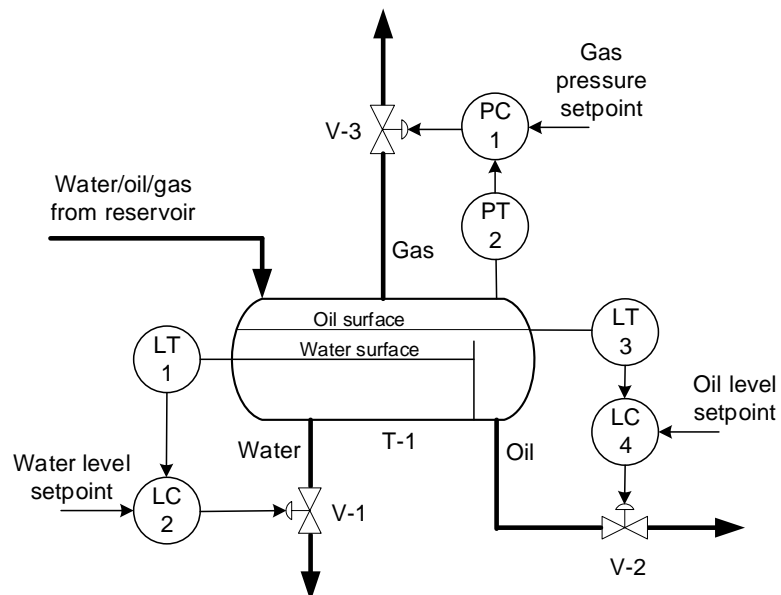 Gas
pressure
setpoint
PC
1
V-3
Water/oil/gas
from reservoir
PT
2
Gas
Oil surface
Water surface
LT
1
LT
3
Oil level
setpoint
LC
4
T-1
Water
Oil
Water level
setpoint
LC
2
V-1
V-2